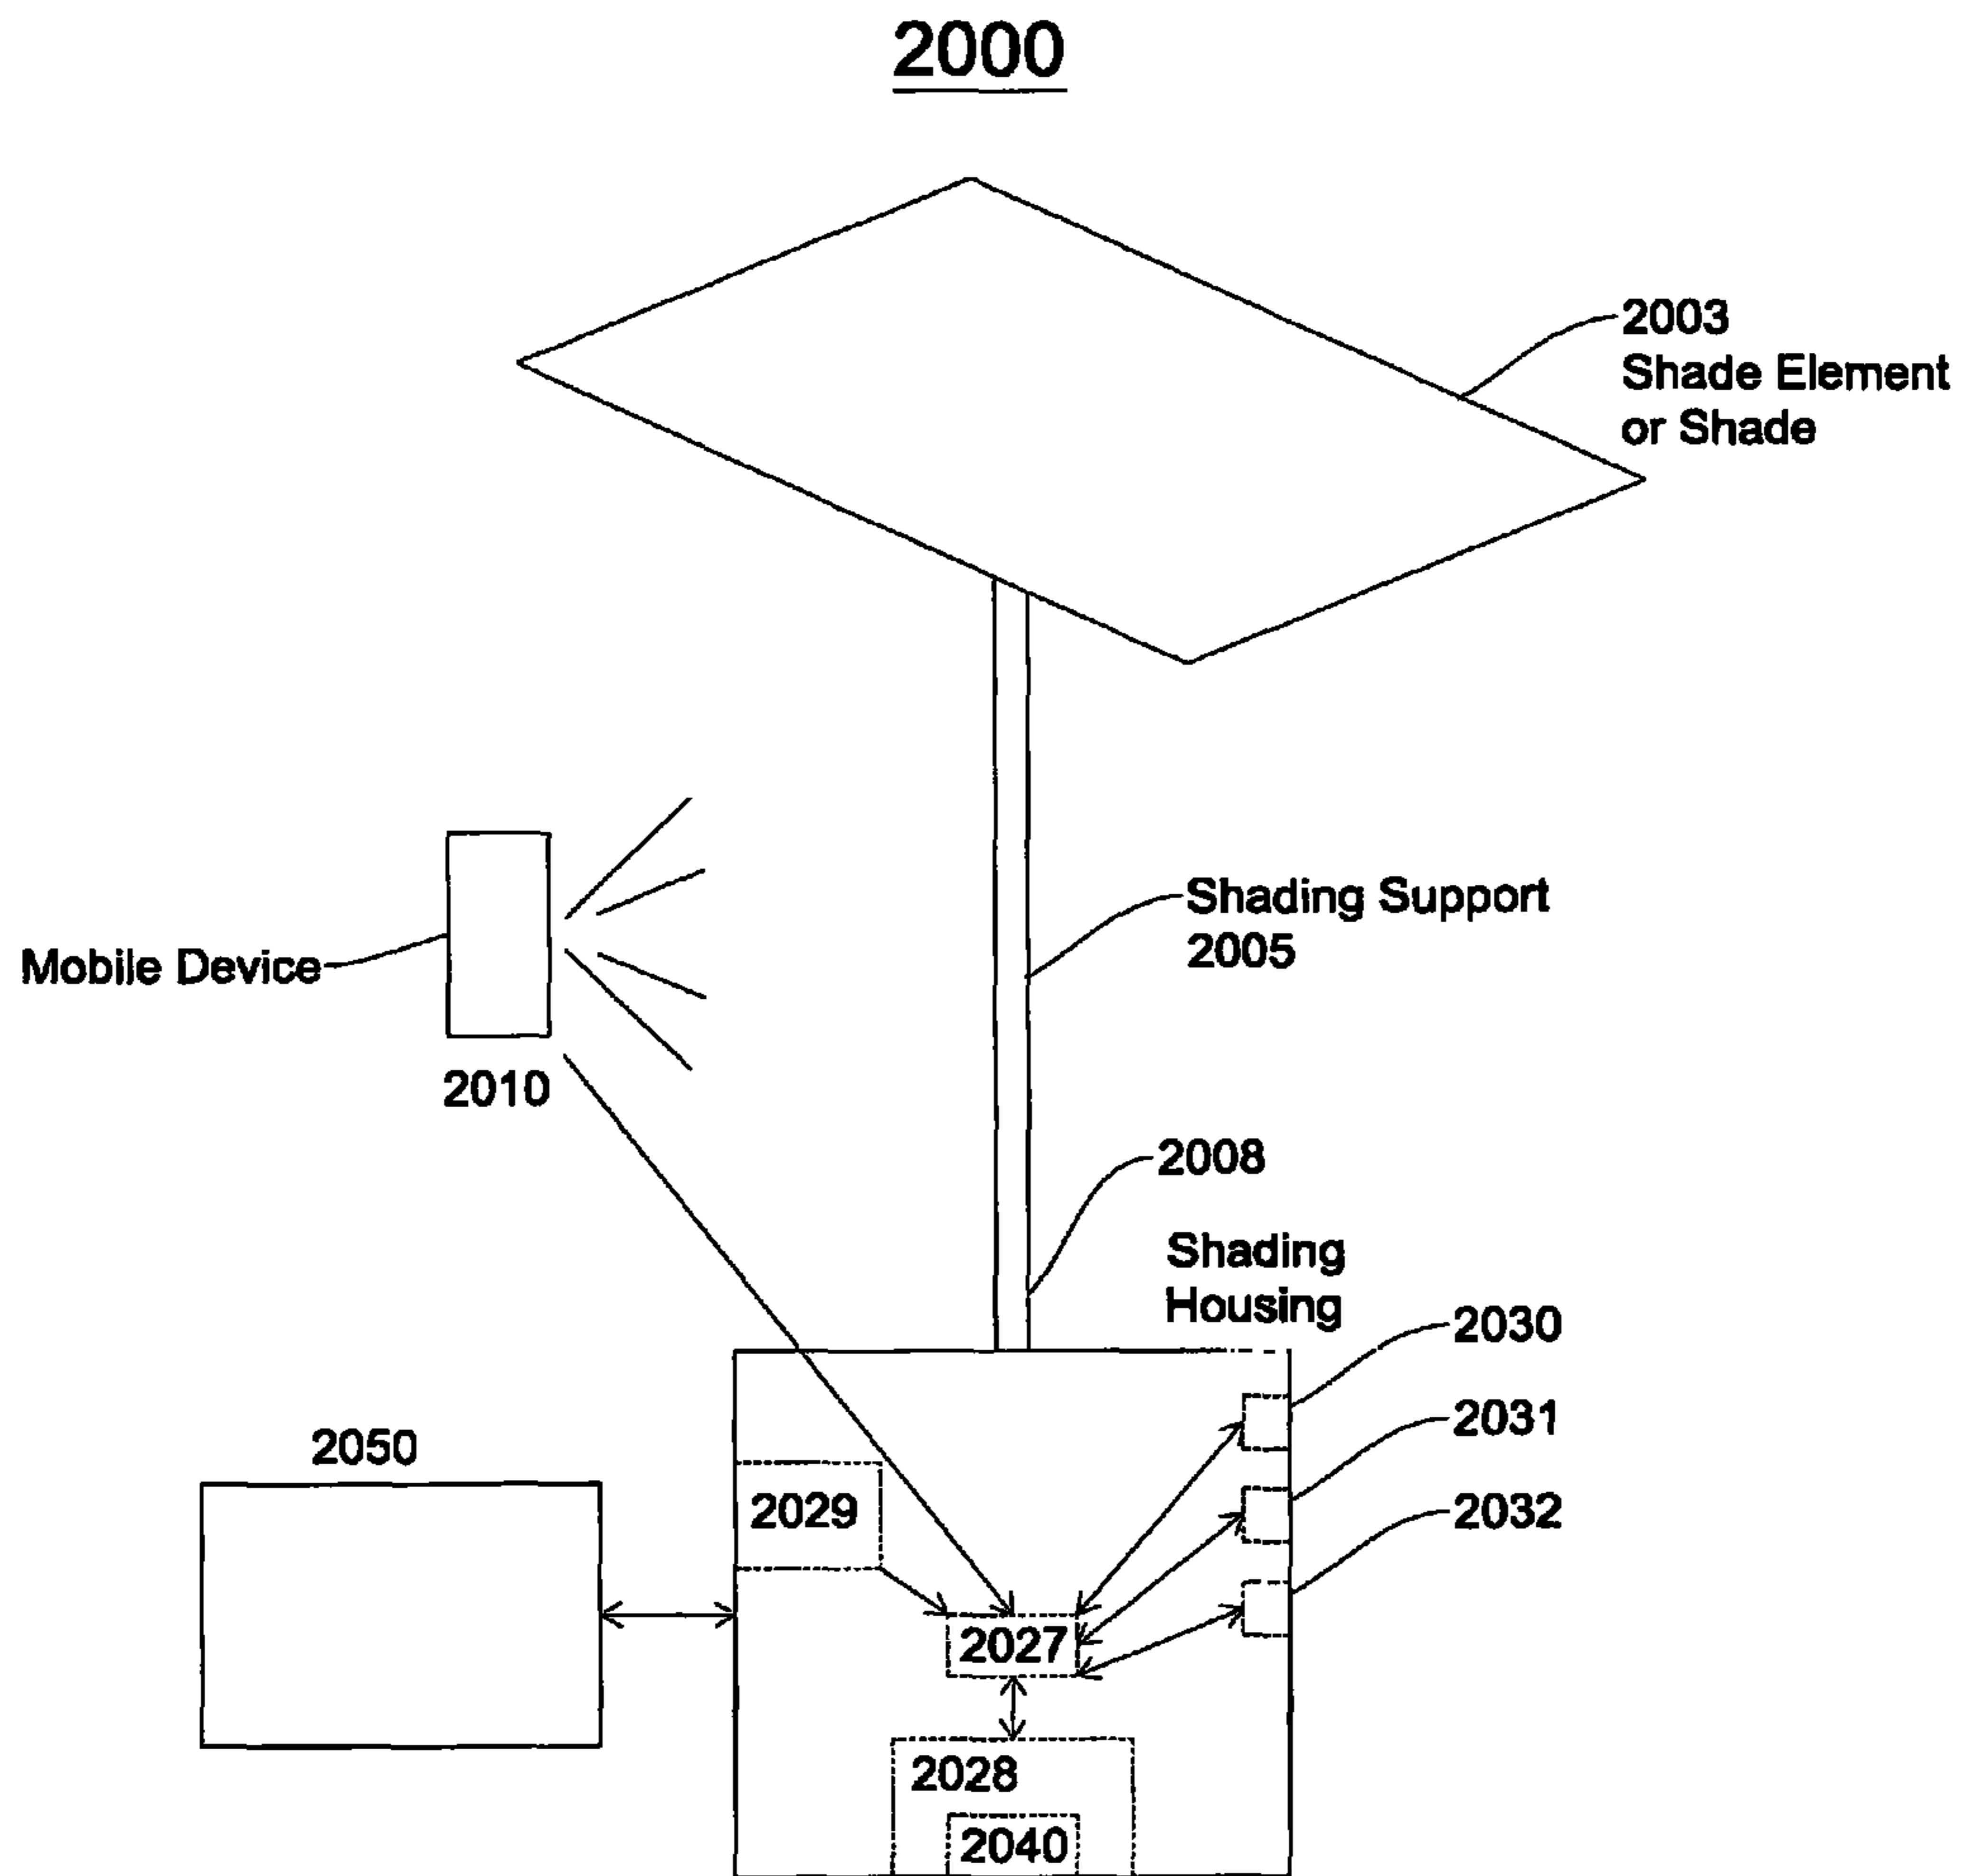 2000
2003
Shade Element
or Shade
Shading Support
2005
Mobile Device
2010
2008
Shading
Housing
2030
2031
2032
2050
2029
2027
2028
2040